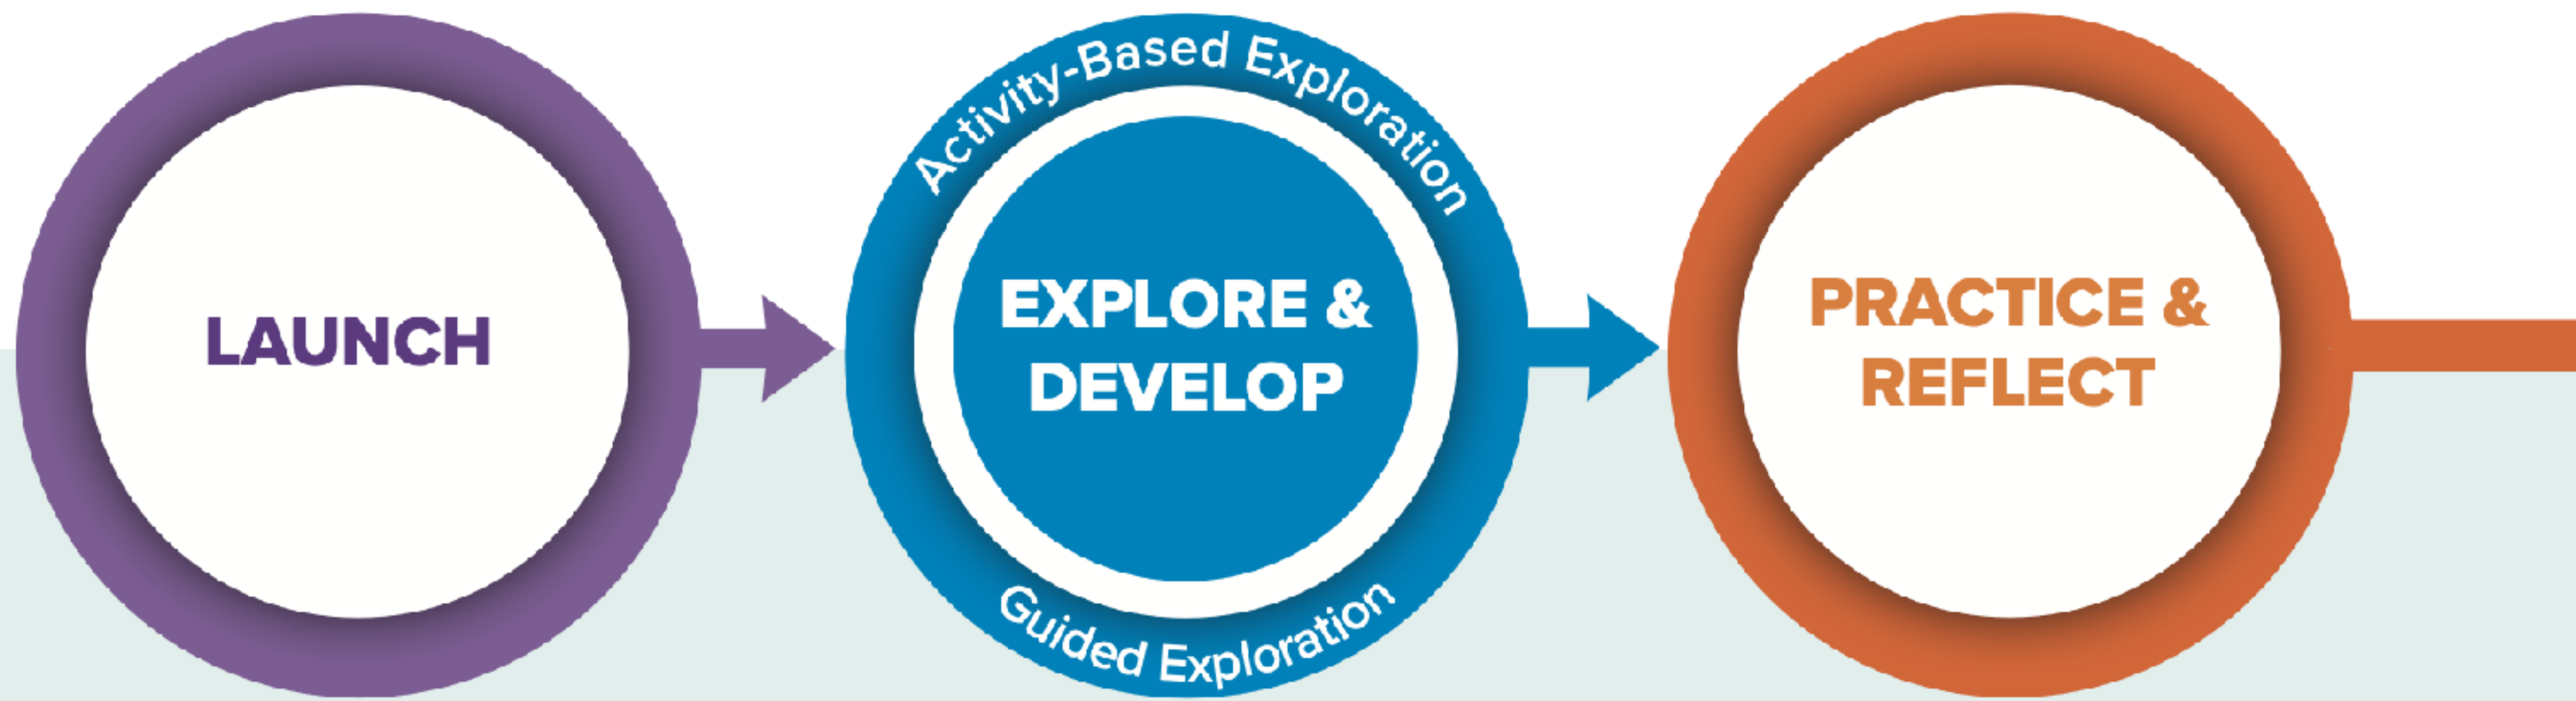 LAUNCH
Activity-Based Exploration
EXPLORE &
DEVELOP
Guided Exploration
PRACTICE &
REFLECT